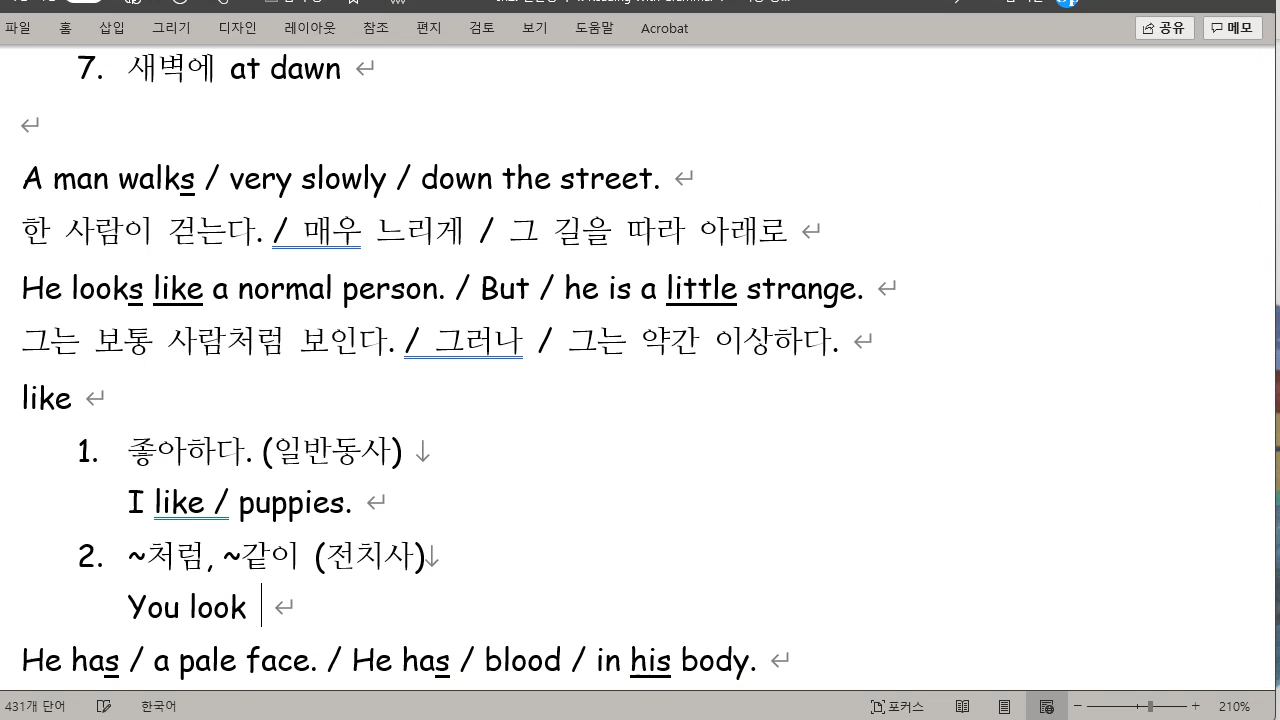 파일 홈 삽입 그리기 디자인 레이아웃 참조 편지 검토 보기 도움말 Acrobat 공유 메모
7. 새벽에 at dawn
A man walks / very slowly / down the street.
한 사람이 걷는다. / 매우 느리게 / 그 길을 따라 아래로
He looks like a normal person. / But / he is a little strange.
그는 보통 사람처럼 보인다. / 그러나 / 그는 약간 이상하다.
like
1. 좋아하다. (일반동사)
I like / puppies.
2. ~처럼, ~같이 (전치사)
You look
He has / a pale face. / He has / blood / in his body.
431개 단어 한국어 포커스 210%